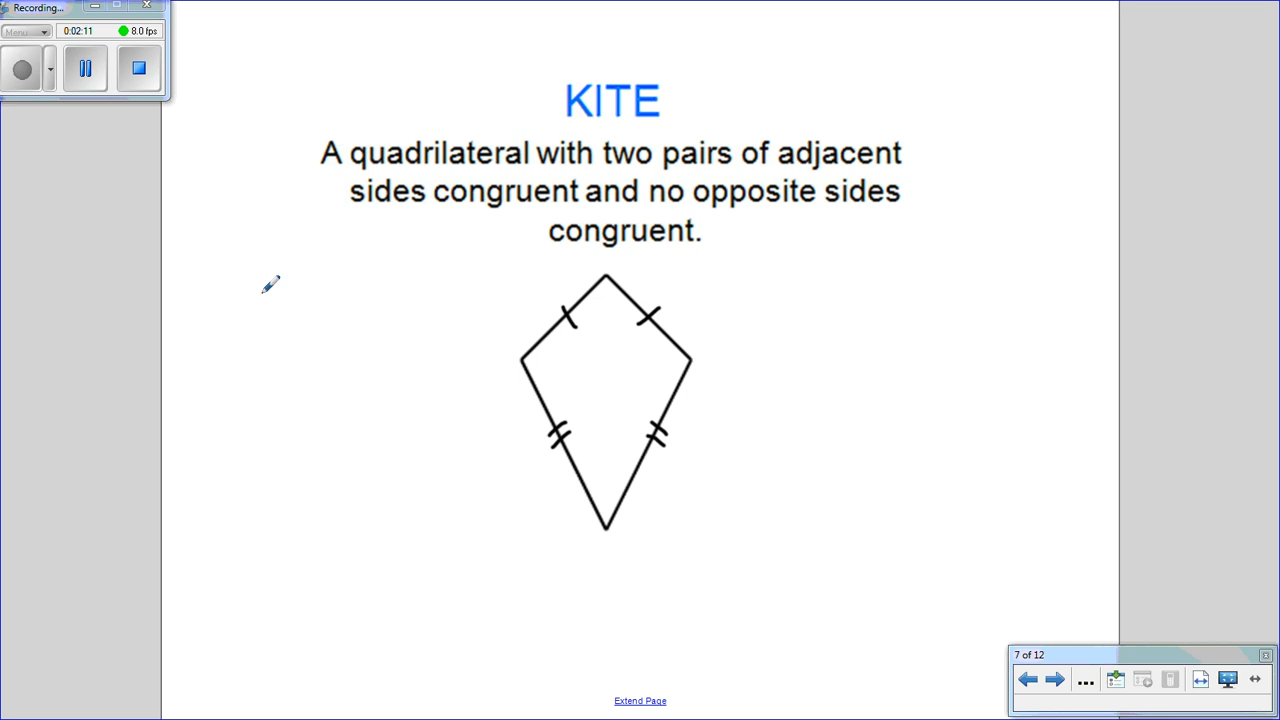 Recording...
Menu
0:02:11
8.0 fps
KITE
A quadrilateral with two pairs of adjacent
sides congruent and no opposite sides
congruent.
7 of 12
Extend Page